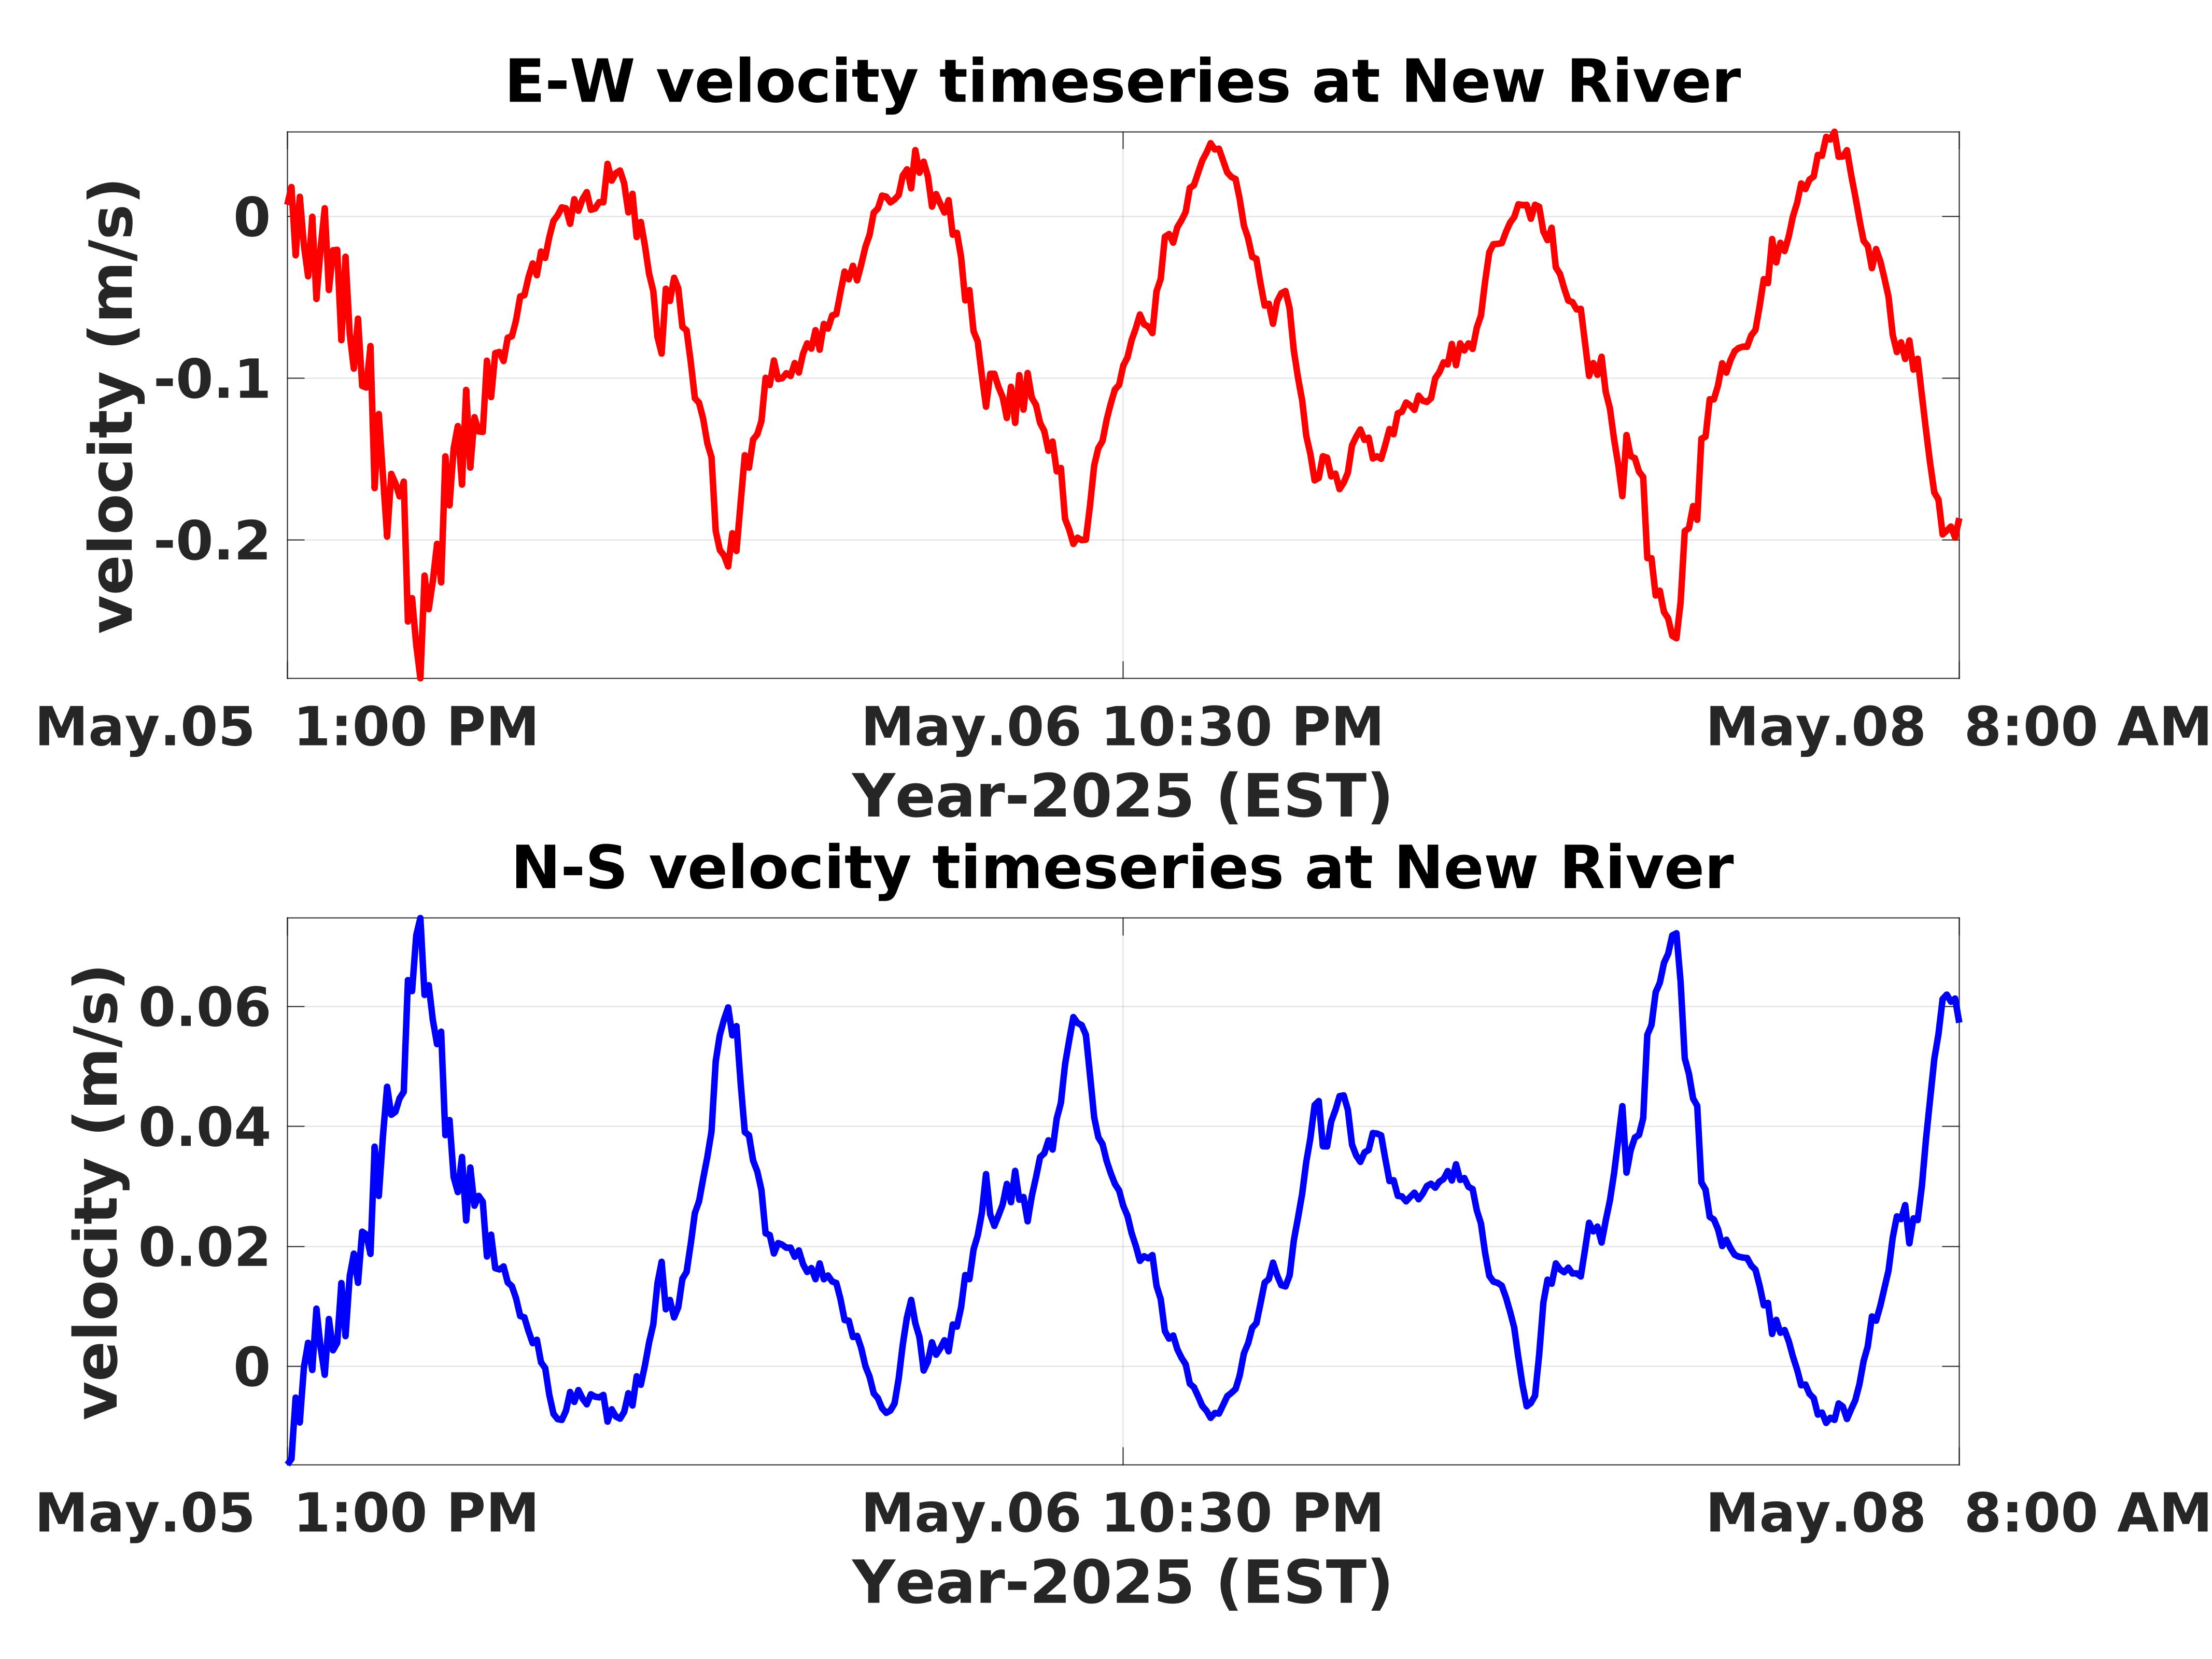 E-W velocity timeseries at New River
velocity (m/s)
0
-0.1
-0.2
May.05  1:00 PM
May.06 10:30 PM
May.08  8:00 AM
Year-2025 (EST)
N-S velocity timeseries at New River
velocity (m/s)
0.06
0.04
0.02
0
May.05  1:00 PM
May.06 10:30 PM
May.08  8:00 AM
Year-2025 (EST)